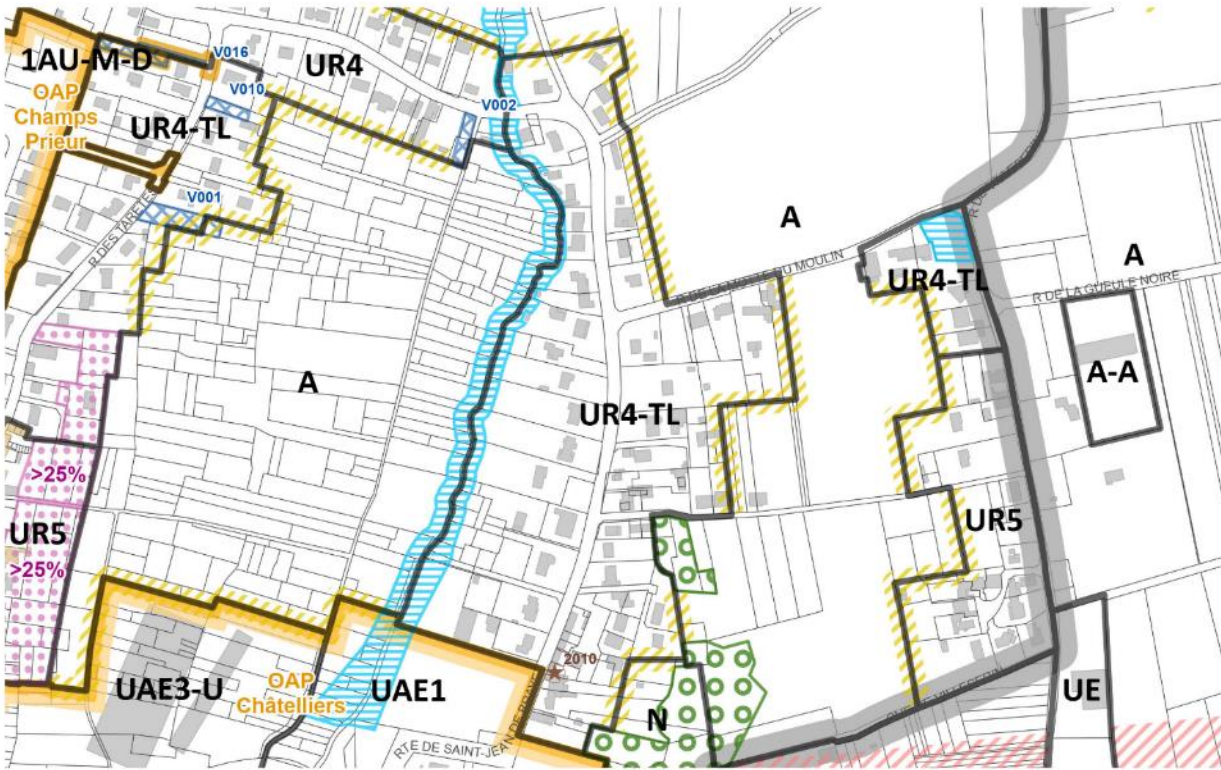 1AU-M-D
V016
UR4
OAP
Champs
Prieur
V010
V002
UR4-TL
V001
R DES TARETES
A
A
UR4-TL
R DE LA GUEULE NOIRE
A
A-A
UR4-TL
>25%
UR5
>25%
UR5
2010
UAE3-U
OAP
Châtelliers
UAE1
N
UE
RTE DE SAINT-JEAN DE